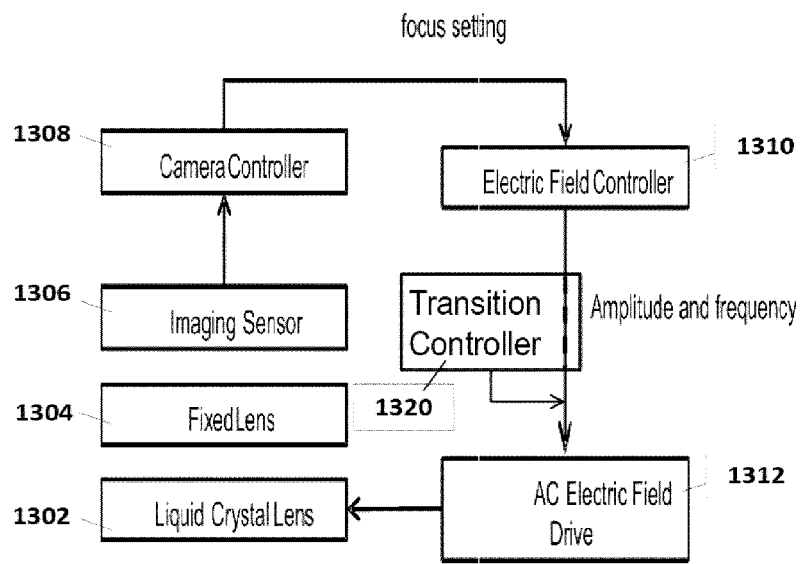 focus setting
1308
Camera Controller
1310
Electric Field Controller
1306
Imaging Sensor
Transition
Controller
Amplitude and frequency
1304
Fixed Lens
1320
1302
Liquid Crystal Lens
AC Electric Field
Drive
1312